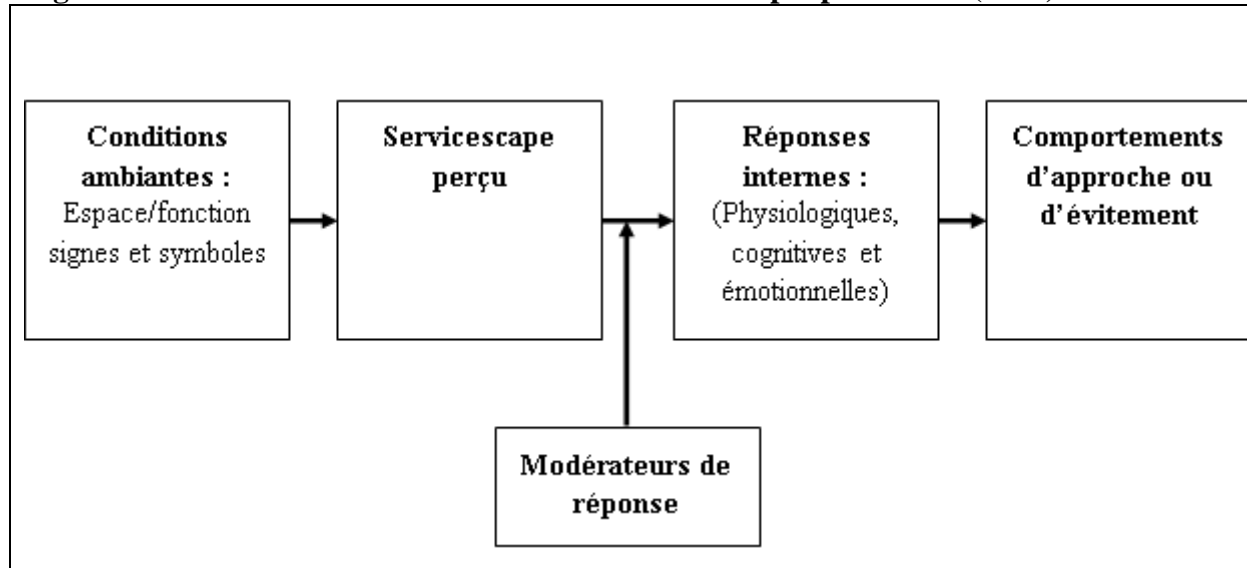 Conditions
ambiantes :
Espace/fonction
signes et symboles
Servicescape
perçu
Réponses
internes :
(Physiologiques,
cognitives et
émotionnelles)
Comportements
d'approche ou
d'évitement
Modérateurs de
réponse